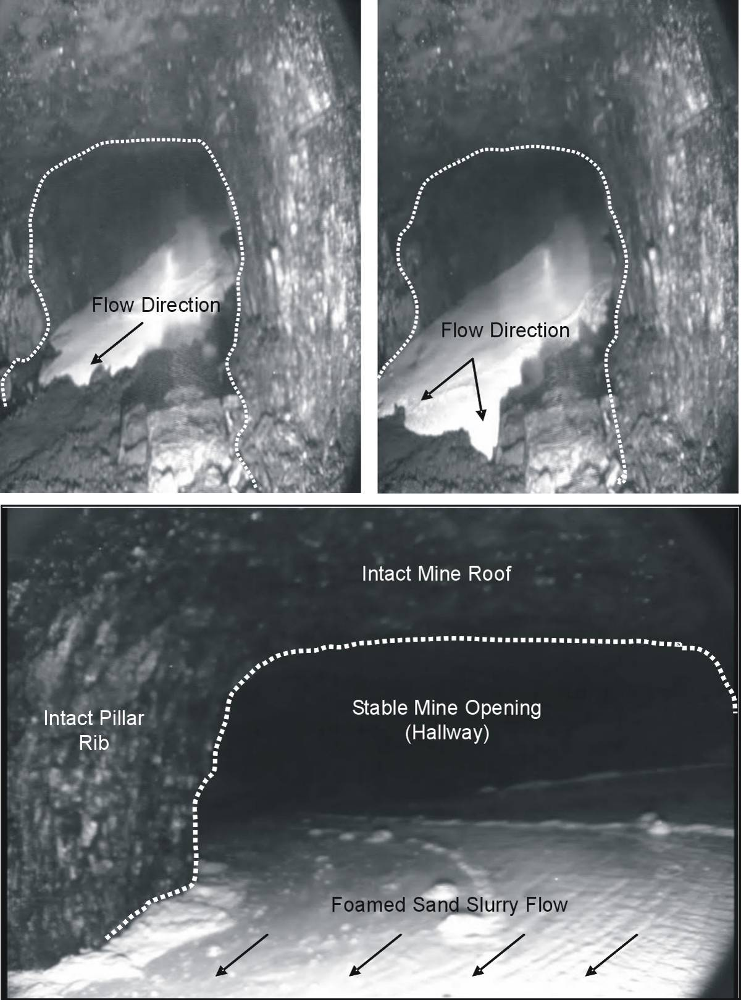 Flow Direction
Flow Direction
Intact Mine Roof
Stable Mine Opening
(Hallway)
Intact Pillar
Rib
Foamed Sand Slurry Flow